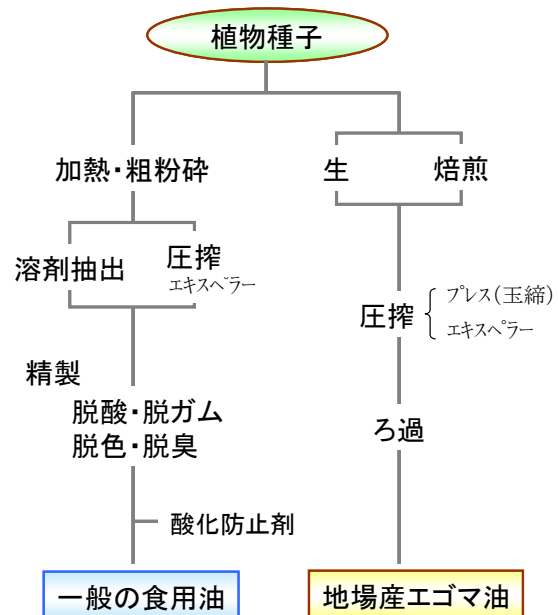 植物種子
加熱・粗粉砕
生
焙煎
溶剤抽出
圧搾
エキスペラー
圧搾
プレス(玉締)
エキスペラー
精製
脱酸・脱ガム
脱色・脱臭
ろ過
酸化防止剤
一般の食用油
地場産エゴマ油